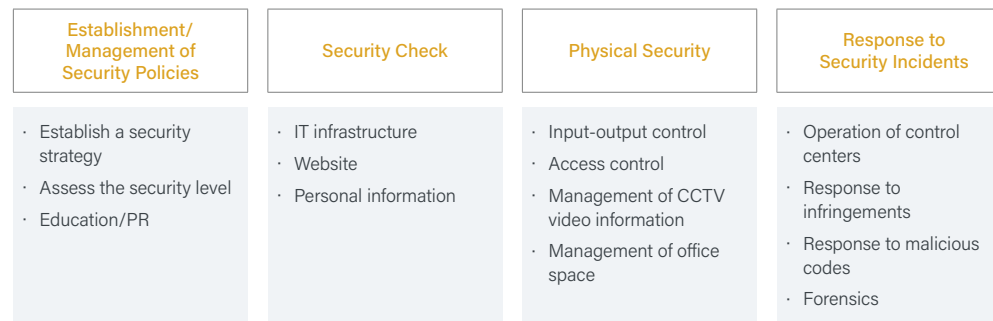 Establishment/
Management of
Security Policies
· Establish a security
strategy
· Assess the security level
· Education/PR
Security Check
· IT infrastructure
· Website
· Personal information
Physical Security
· Input-output control
· Access control
· Management of CCTV
video information
· Management of office
space
Response to
Security Incidents
· Operation of control
centers
· Response to
infringements
· Response to malicious
codes
· Forensics